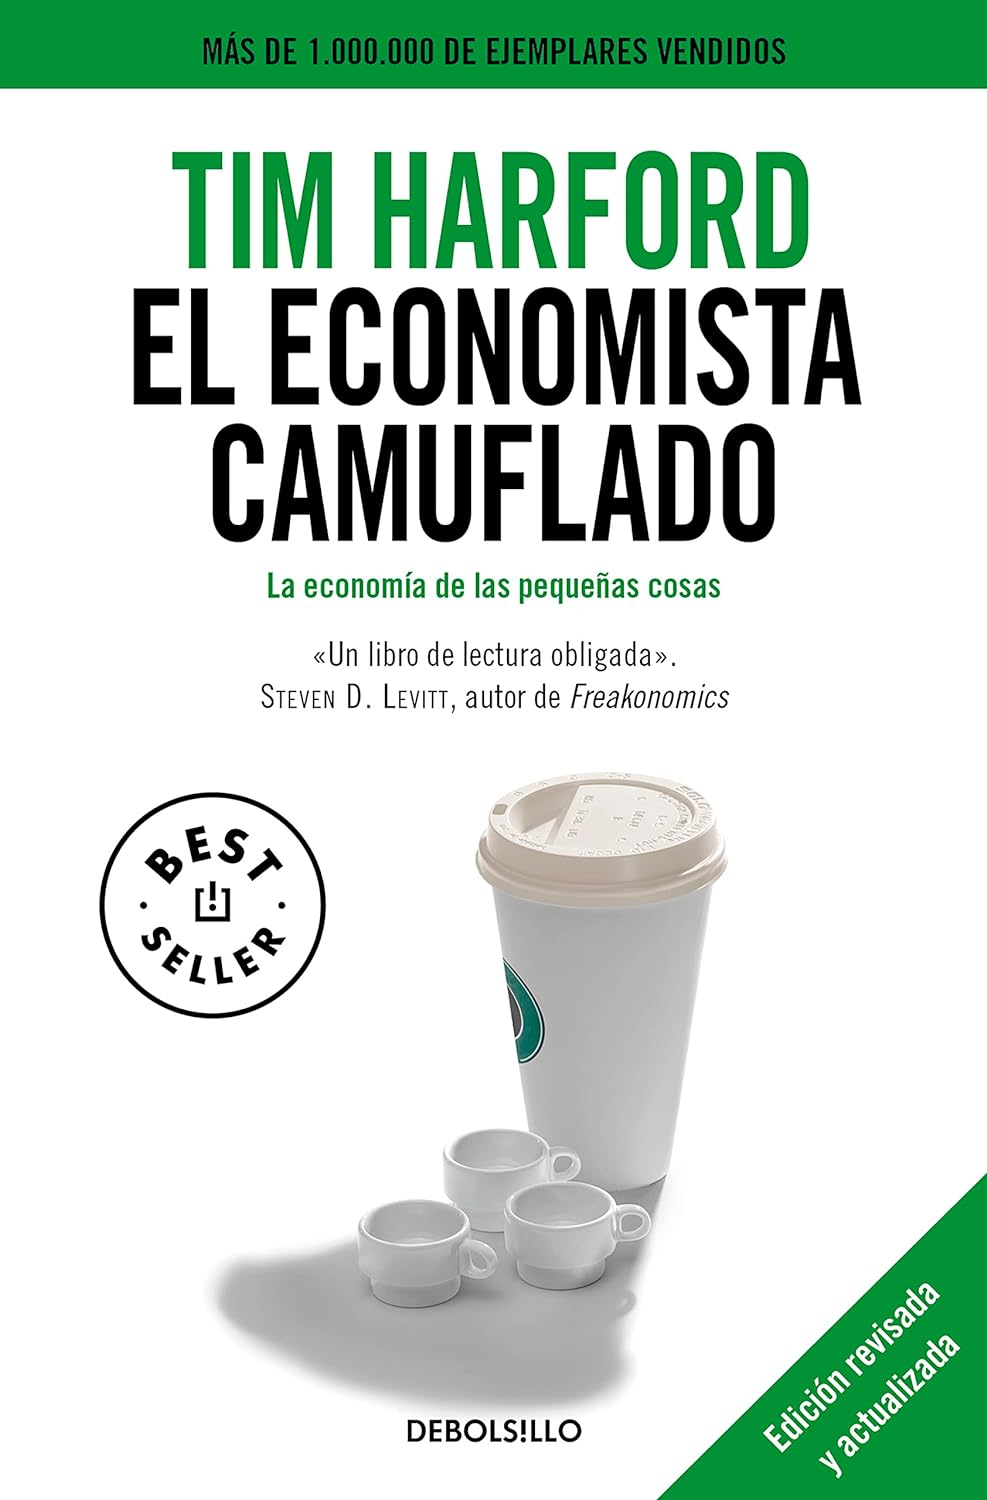 MÁS DE 1.000.000 DE EJEMPLARES VENDIDOS
TIM HARFORD
EL ECONOMISTA
CAMUFLADO
La economía de las pequeñas cosas
«Un libro de lectura obligada».
STEVEN D. LEVITT, autor de Freakonomics
BEST
SELLER
Edición revisada
y actualizada
DEBOLS!LLO